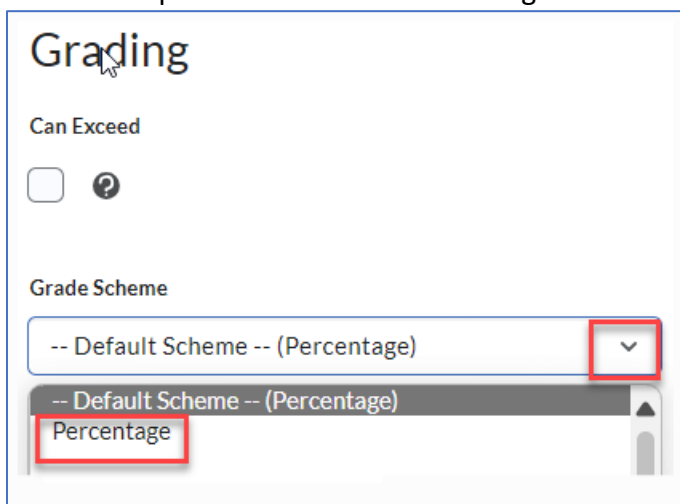 Grading
Can Exceed
?
Grade Scheme
-- Default Scheme -- (Percentage)
-- Default Scheme -- (Percentage)
Percentage